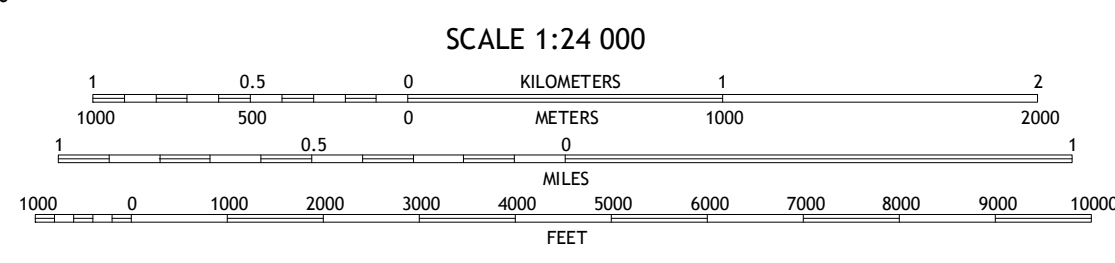 SCALE 1:24 000
1 0.5 0 KILOMETERS 1 2
1000 500 0 METERS 1000 2000
1 0.5 0 1
MILES
1000 0 1000 2000 3000 4000 5000 6000 7000 8000 9000 10000
FEET